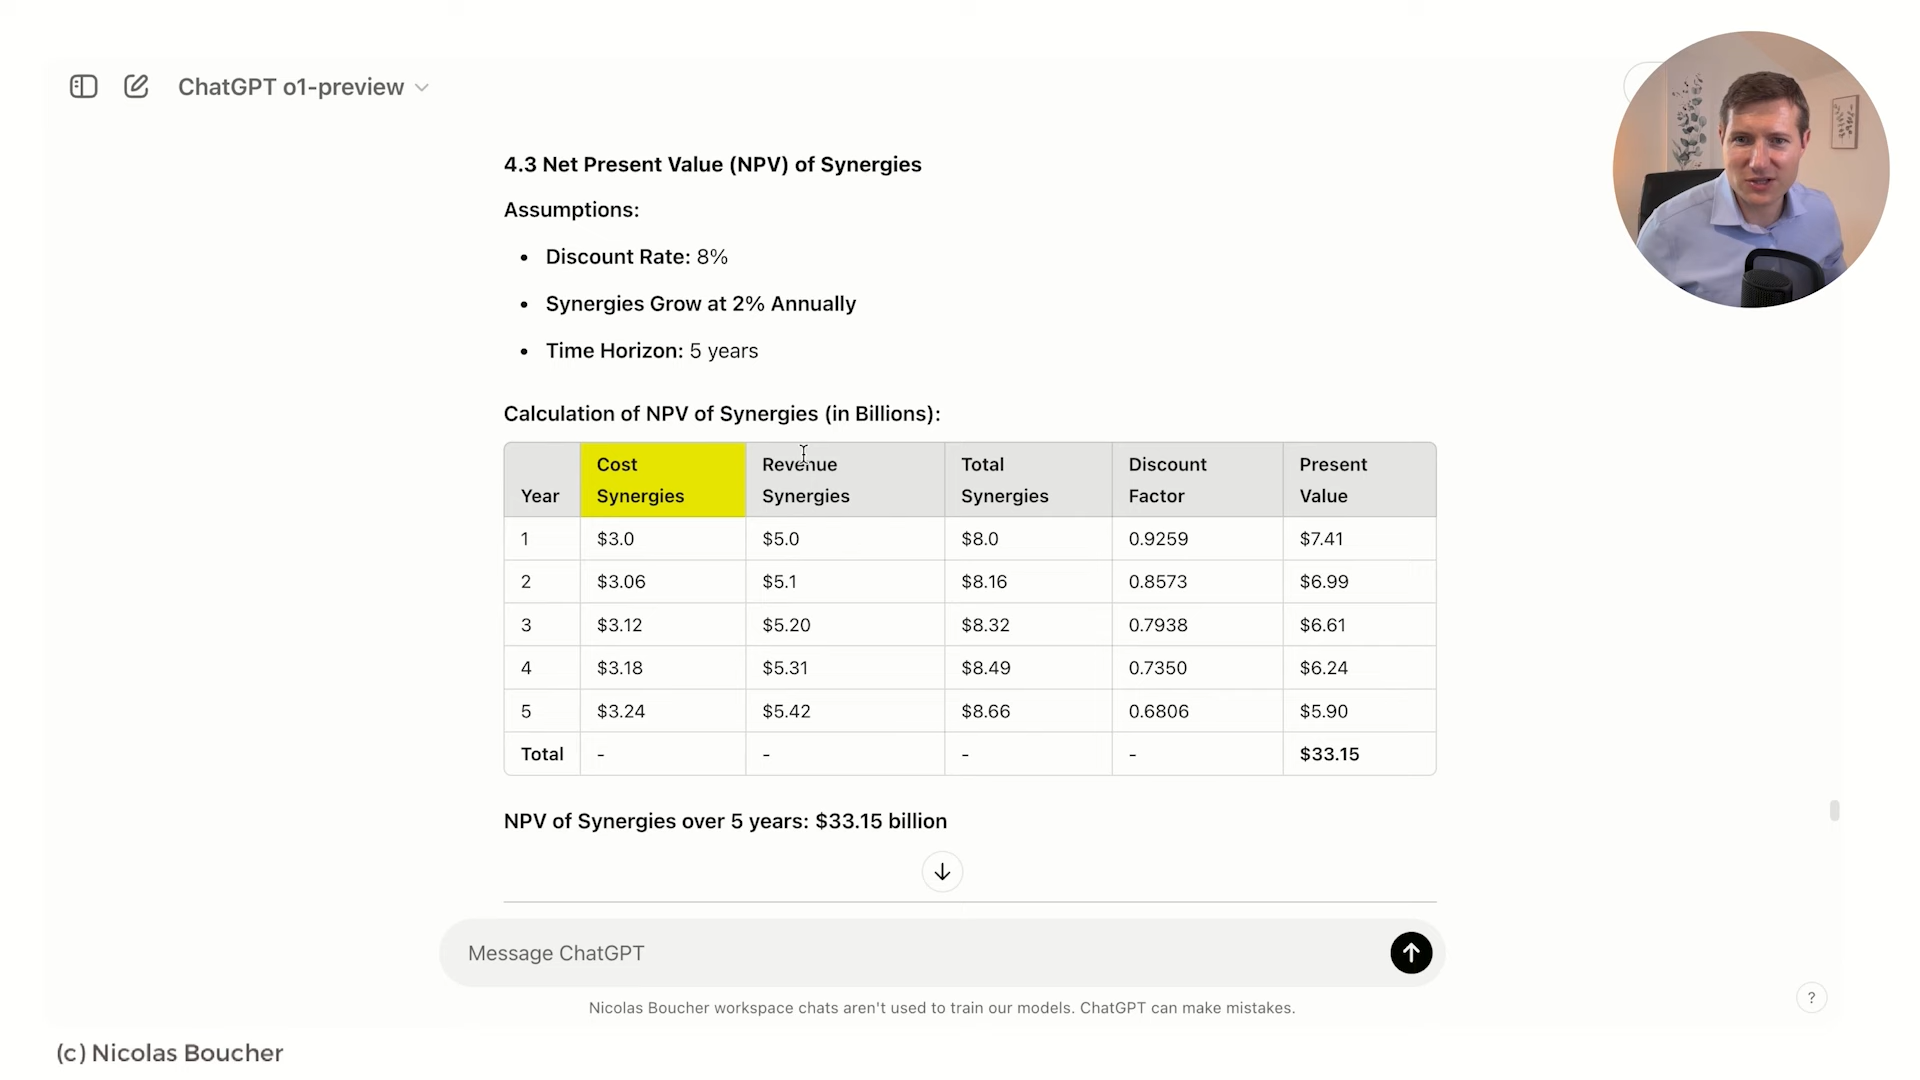 ChatGPT o1-preview
4.3 Net Present Value (NPV) of Synergies
Assumptions:
• Discount Rate: 8%
• Synergies Grow at 2% Annually
• Time Horizon: 5 years
Calculation of NPV of Synergies (in Billions):
Year Cost Synergies Revenue Synergies Total Synergies Discount Factor Present Value
1 $3.0 $5.0 $8.0 0.9259 $7.41
2 $3.06 $5.1 $8.16 0.8573 $6.99
3 $3.12 $5.20 $8.32 0.7938 $6.61
4 $3.18 $5.31 $8.49 0.7350 $6.24
5 $3.24 $5.42 $8.66 0.6806 $5.90
Total - - - - $33.15
NPV of Synergies over 5 years: $33.15 billion
Message ChatGPT
Nicolas Boucher workspace chats aren't used to train our models. ChatGPT can make mistakes.
?
(c) Nicolas Boucher